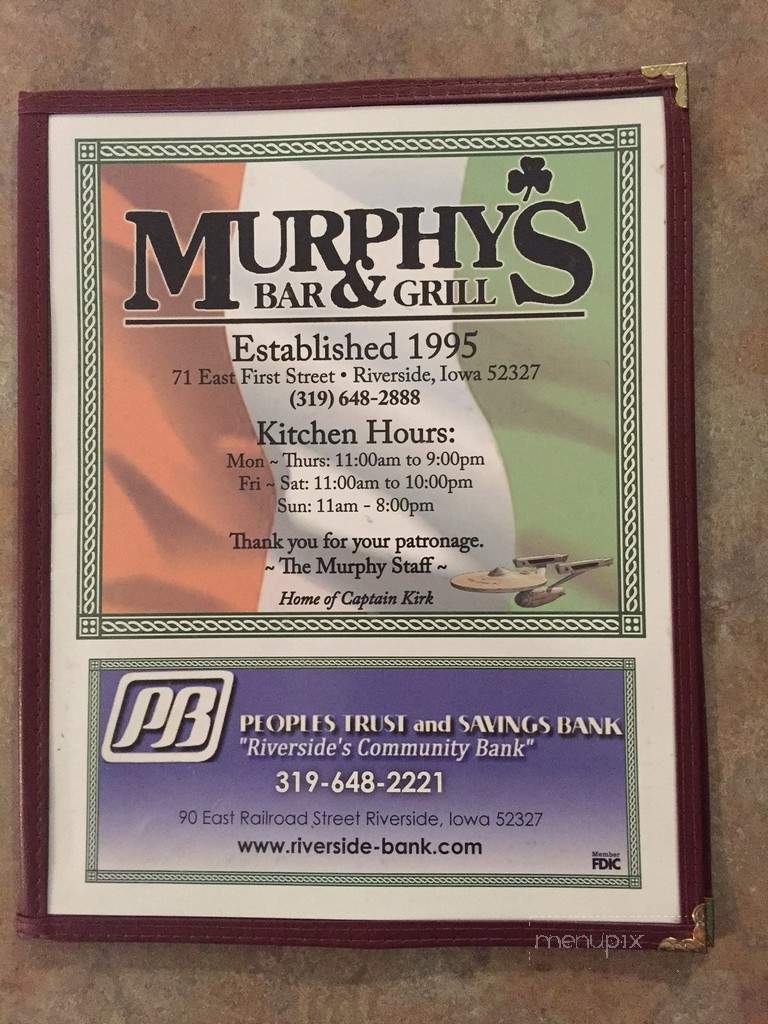 MURPHY'S
BAR & GRILL
Established 1995
71 East First Street • Riverside, Iowa 52327
(319) 648-2888
Kitchen Hours:
Mon ~ Thurs: 11:00am to 9:00pm
Fri ~ Sat: 11:00am to 10:00pm
Sun: 11am - 8:00pm
Thank you for your patronage.
~ The Murphy Staff ~
Home of Captain Kirk
PB
PEOPLES TRUST and SAVINGS BANK
"Riverside's Community Bank"
319-648-2221
90 East Railroad Street Riverside, Iowa 52327
www.riverside-bank.com
Member
FDIC
menupix